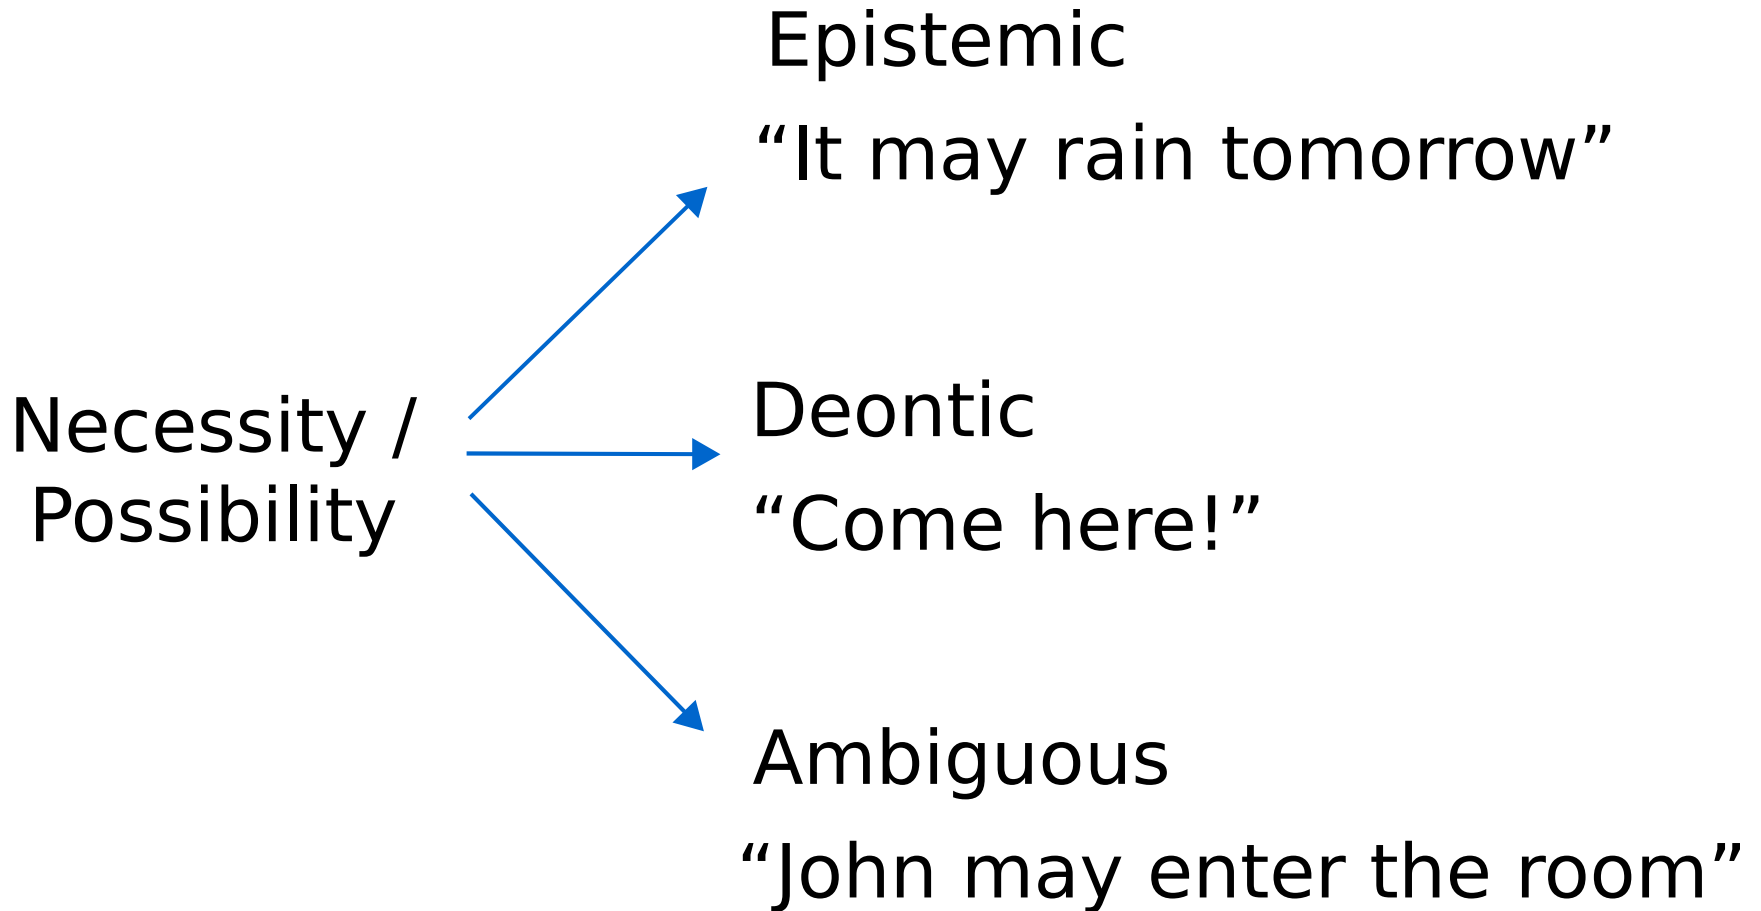 Epistemic
“It may rain tomorrow”
Necessity /
Possibility
Deontic
“Come here!”
Ambiguous
“John may enter the room”